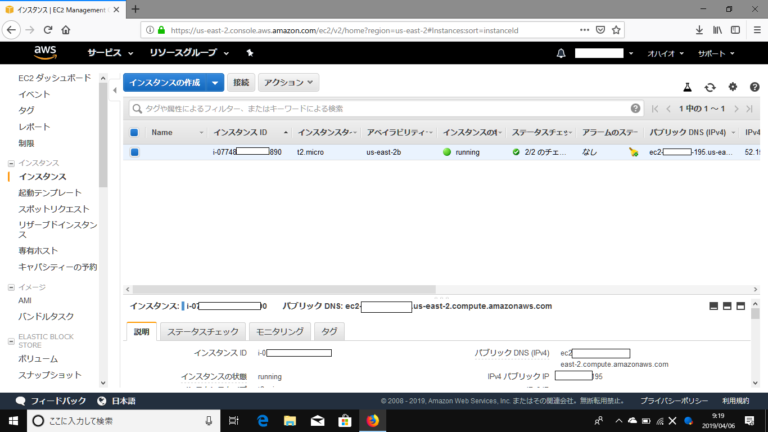 インスタンス | EC2 Management
https://us-east-2.console.aws.amazon.com/ec2/v2/home?region=us-east-2#Instances:sort=instanceId
aws
サービス
リソースグループ
オハイオ
サポート
EC2 ダッシュボード
イベント
タグ
レポート
制限
インスタンス
インスタンス
起動テンプレート
スポットリクエスト
リザーブドインスタン
ス
専有ホスト
キャパシティーの予約
イメージ
AMI
バンドルタスク
ELASTIC BLOCK
STORE
ボリューム
スナップショット
インスタンスの作成 接続 アクション
タグや属性によるフィルター、またはキーワードによる検索
1 中の 1 ～ 1
Name インスタンス ID インスタンスター アベイラビリティー インスタンスの ステータスチェッ アラームのステー パブリック DNS (IPv4) IPv4
i-07748 890 t2.micro us-east-2b running 2/2 のチェ... なし ec2- -195.us-ea... 52.1
インスタンス: i-07 0 パブリック DNS: ec2- us-east-2.compute.amazonaws.com
説明 ステータスチェック モニタリング タグ
インスタンス ID i-0 パブリック DNS (IPv4) ec2
east-2.compute.amazonaws.com
インスタンスの状態 running IPv4 パブリック IP 195
フィードバック 日本語 © 2008 - 2019, Amazon Web Services, Inc. またはその関連会社。無断転用禁止。 プライバシーポリシー 利用規約
ここに入力して検索
9:19
2019/04/06